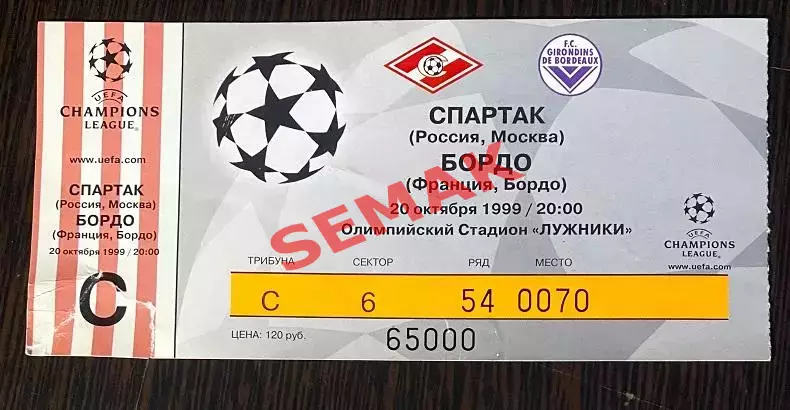 UEFA
CHAMPIONS
LEAGUE
www.uefa.com
СПАРТАК
(Россия, Москва)
БОРДО
(Франция, Бордо)
20 октября 1999 / 20:00
С
F.C.
GIRONDINS
DE BORDEAUX
СПАРТАК
(Россия, Москва)
БОРДО
(Франция, Бордо)
20 октября 1999 / 20:00
Олимпийский Стадион «ЛУЖНИКИ»
SEMAK
UEFA
CHAMPIONS
LEAGUE
www.uefa.com
ТРИБУНА СЕКТОР РЯД МЕСТО
С 6 54 0070
ЦЕНА: 120 руб. 65000